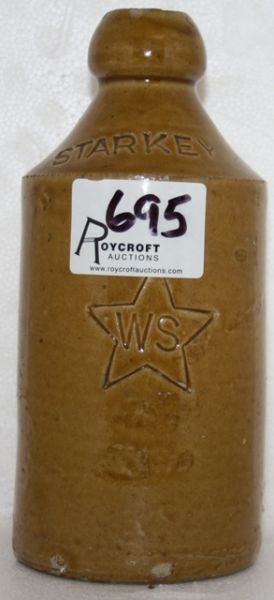 STARKEY
695
ROYCROFT
AUCTIONS
www.roycroftauctions.com
WS